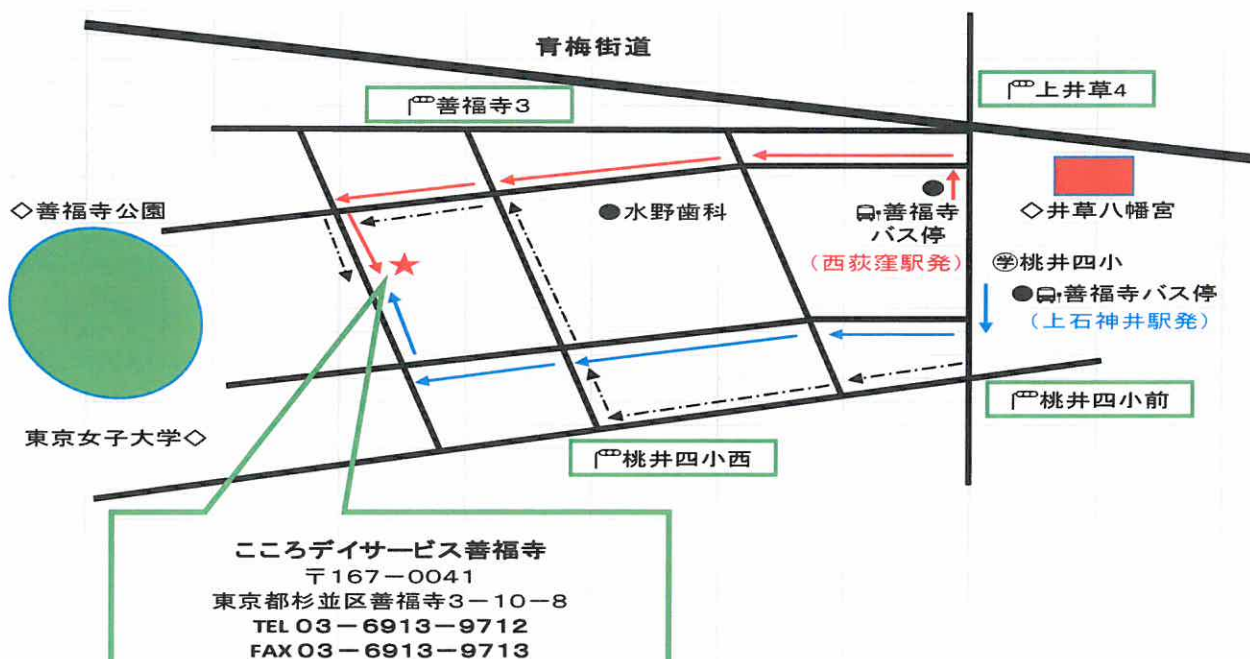 青梅街道
善福寺3
上井草4
◇善福寺公園
●水野歯科
善福寺
バス停
(西荻窪駅発)
◇井草八幡宮
学桃井四小
●善福寺バス停
(上石神井駅発)
桃井四小前
東京女子大学◇
桃井四小西
こころデイサービス善福寺
〒167-0041
東京都杉並区善福寺3-10-8
TEL 03-6913-9712
FAX 03-6913-9713